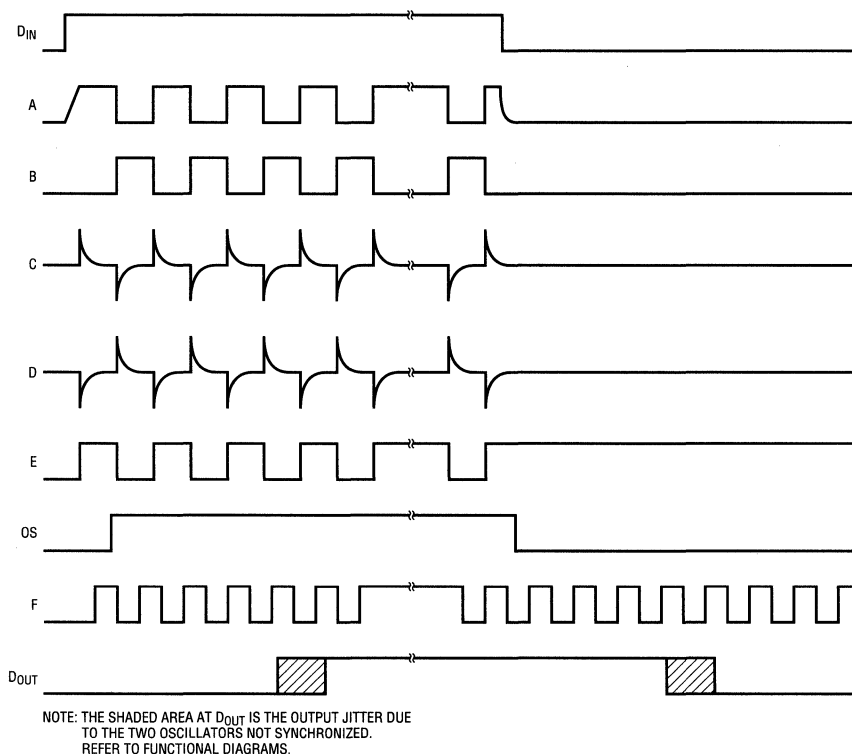 DIN
A
B
C
D
E
OS
F
DOUT
NOTE: THE SHADED AREA AT DOUT IS THE OUTPUT JITTER DUE
TO THE TWO OSCILLATORS NOT SYNCHRONIZED.
REFER TO FUNCTIONAL DIAGRAMS.